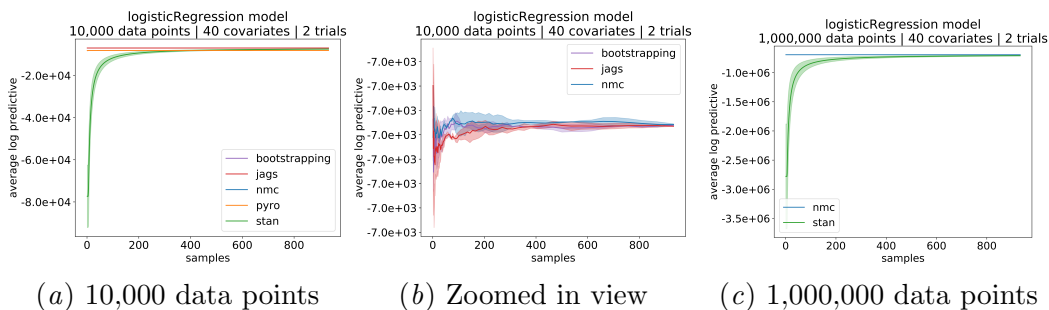 logisticRegression model
10,000 data points | 40 covariates | 2 trials
average log predictive
-2.0e+04
-4.0e+04
-6.0e+04
-8.0e+04
bootstrapping
jags
nmc
pyro
stan
0 200 400 600 800
samples
(a) 10,000 data points
logisticRegression model
10,000 data points | 40 covariates | 2 trials
average log predictive
-7.0e+03
-7.0e+03
-7.0e+03
-7.0e+03
-7.0e+03
-7.0e+03
-7.0e+03
-7.0e+03
bootstrapping
jags
nmc
0 200 400 600 800
samples
(b) Zoomed in view
logisticRegression model
1,000,000 data points | 40 covariates | 2 trials
average log predictive
-1.0e+06
-1.5e+06
-2.0e+06
-2.5e+06
-3.0e+06
-3.5e+06
nmc
stan
0 200 400 600 800
samples
(c) 1,000,000 data points